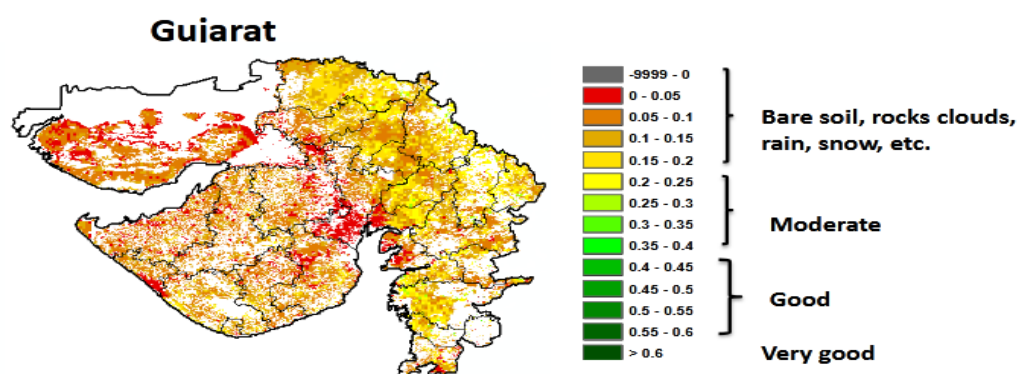 Gujarat
-9999 - 0
0 - 0.05
0.05 - 0.1
0.1 - 0.15
0.15 - 0.2
0.2 - 0.25
0.25 - 0.3
0.3 - 0.35
0.35 - 0.4
0.4 - 0.45
0.45 - 0.5
0.5 - 0.55
0.55 - 0.6
> 0.6
Bare soil, rocks clouds,
rain, snow, etc.
Moderate
Good
Very good